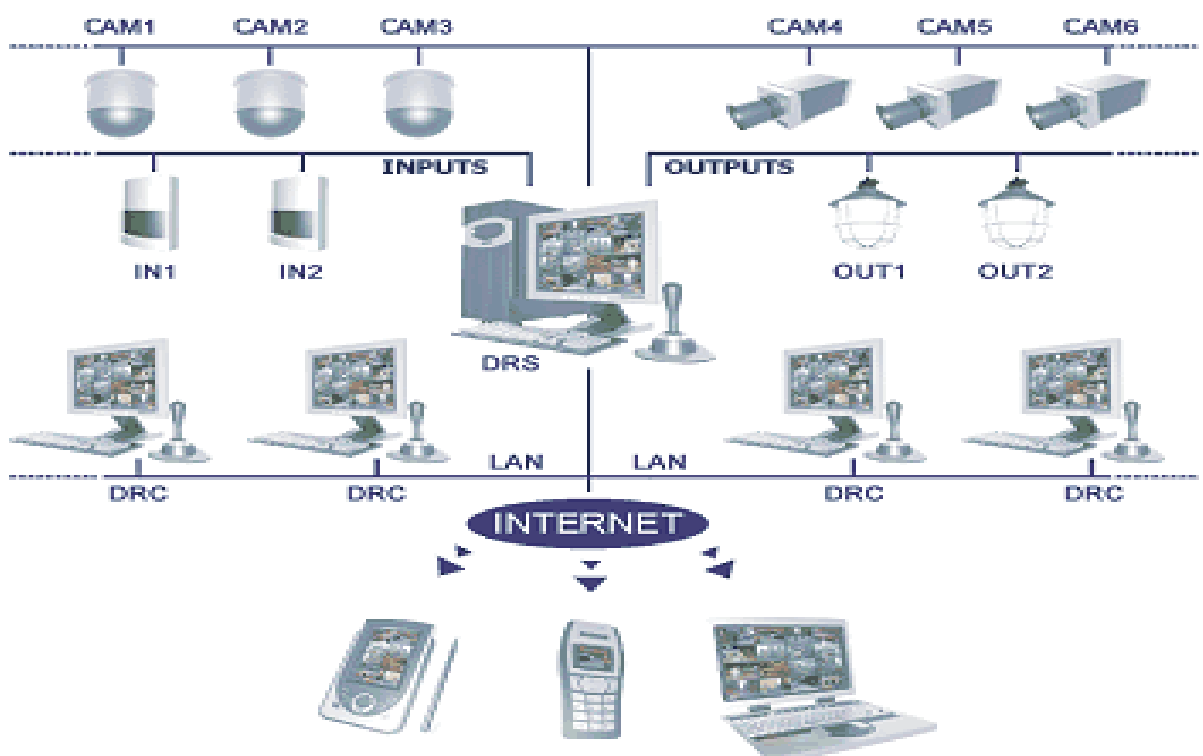 CAM1 CAM2 CAM3 CAM4 CAM5 CAM6
INPUTS OUTPUTS
IN1 IN2 OUT1 OUT2
DRS
LAN LAN
DRC DRC DRC DRC
INTERNET